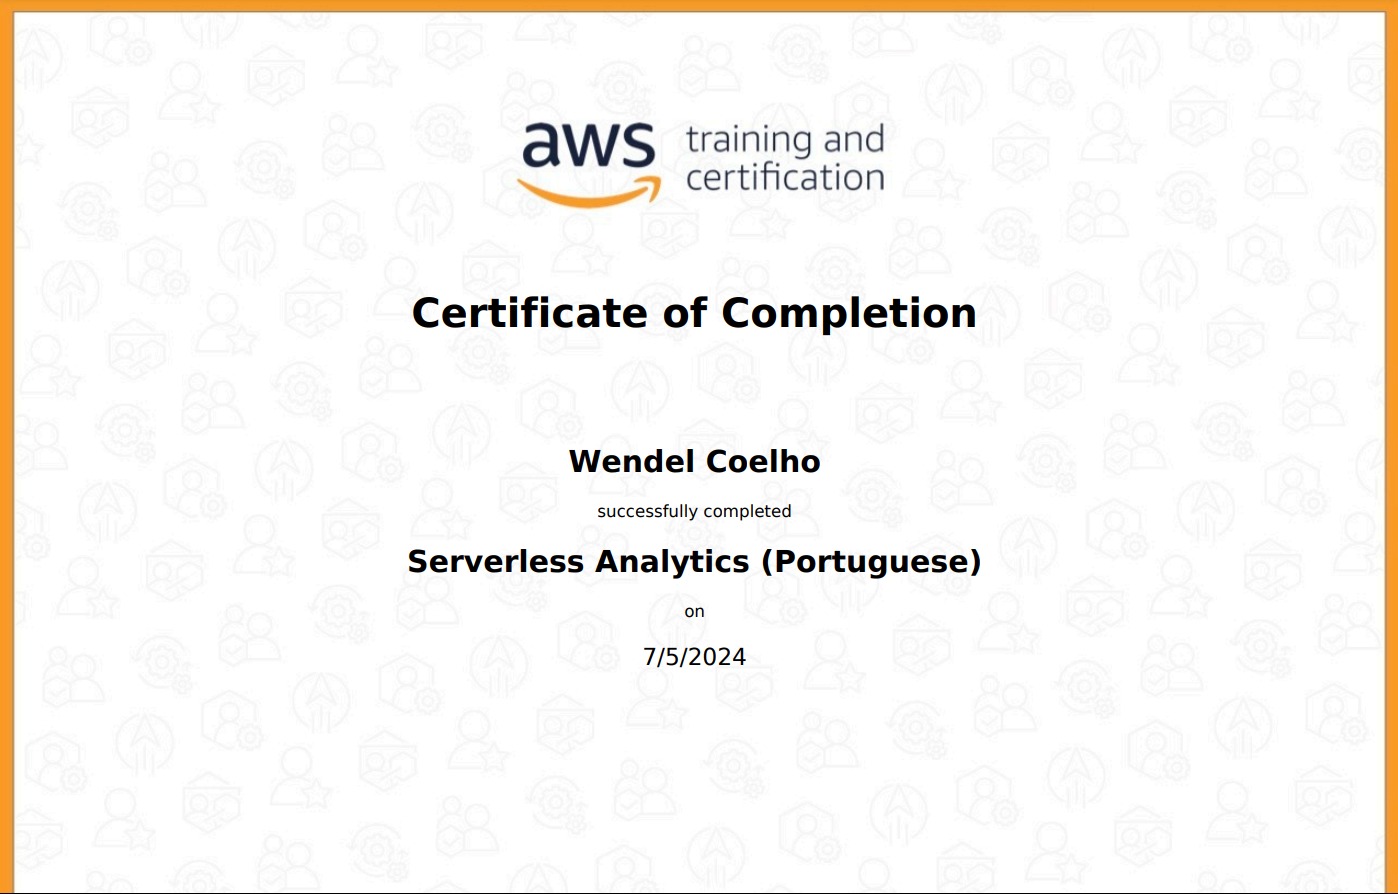 aws training and
certification
Certificate of Completion
Wendel Coelho
successfully completed
Serverless Analytics (Portuguese)
on
7/5/2024